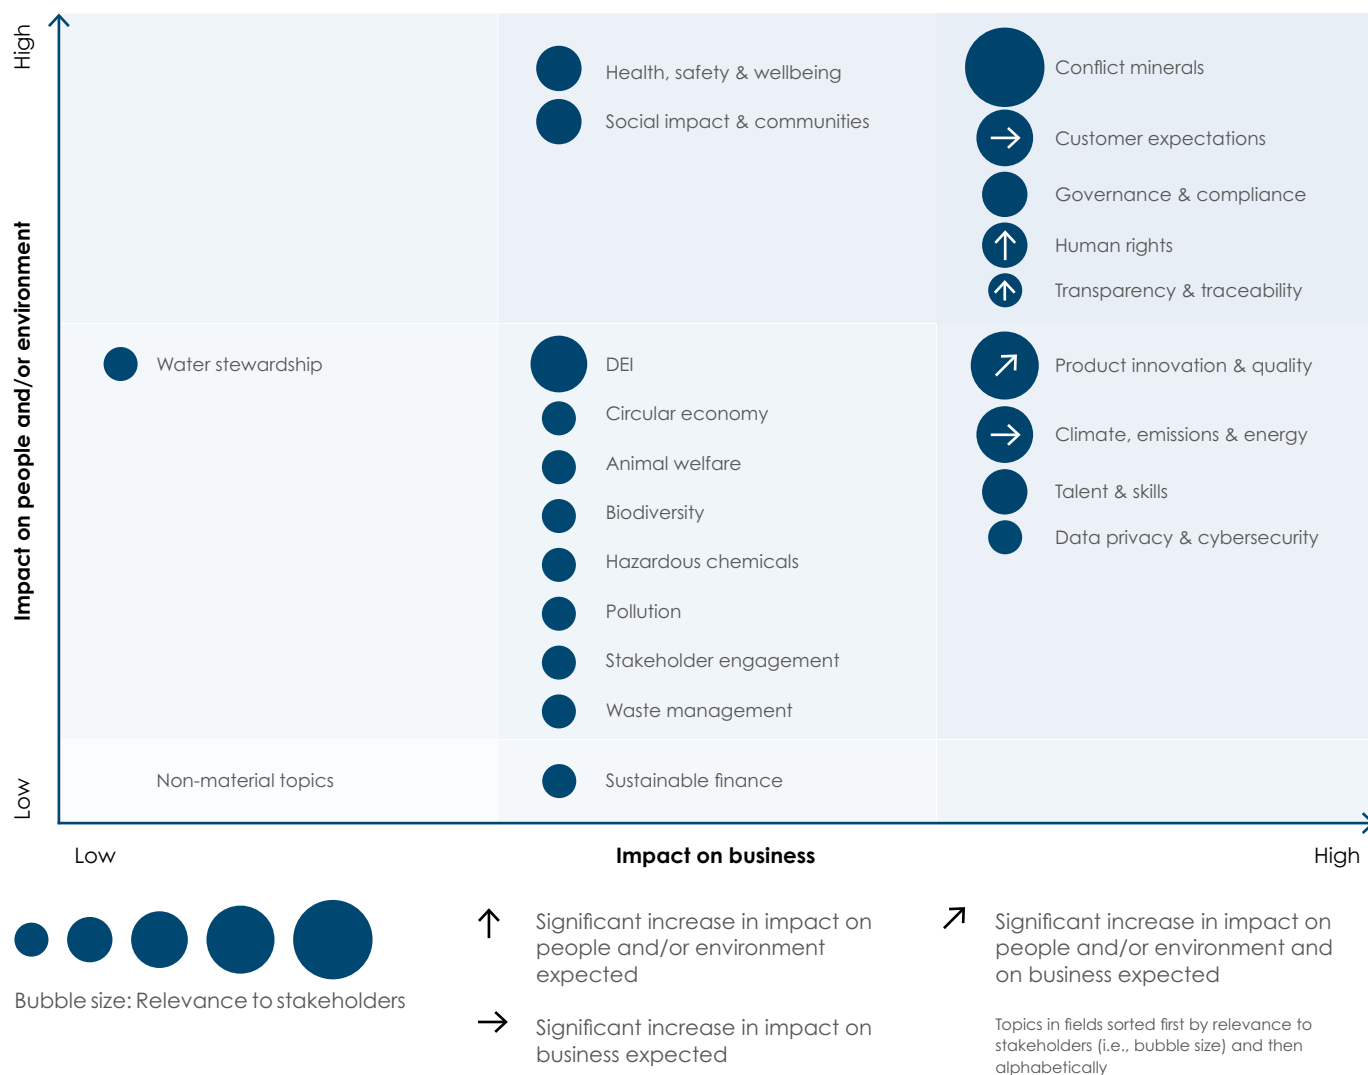 High
Impact on people and/or environment
Low
Health, safety & wellbeing
Social impact & communities
Conflict minerals
Customer expectations
Governance & compliance
Human rights
Transparency & traceability
Water stewardship
DEI
Circular economy
Animal welfare
Biodiversity
Hazardous chemicals
Pollution
Stakeholder engagement
Waste management
Product innovation & quality
Climate, emissions & energy
Talent & skills
Data privacy & cybersecurity
Non-material topics
Sustainable finance
Low
Impact on business
High
Bubble size: Relevance to stakeholders
Significant increase in impact on
people and/or environment
expected
Significant increase in impact on
business expected
Significant increase in impact on
people and/or environment and
on business expected
Topics in fields sorted first by relevance to
stakeholders (i.e., bubble size) and then
alphabetically